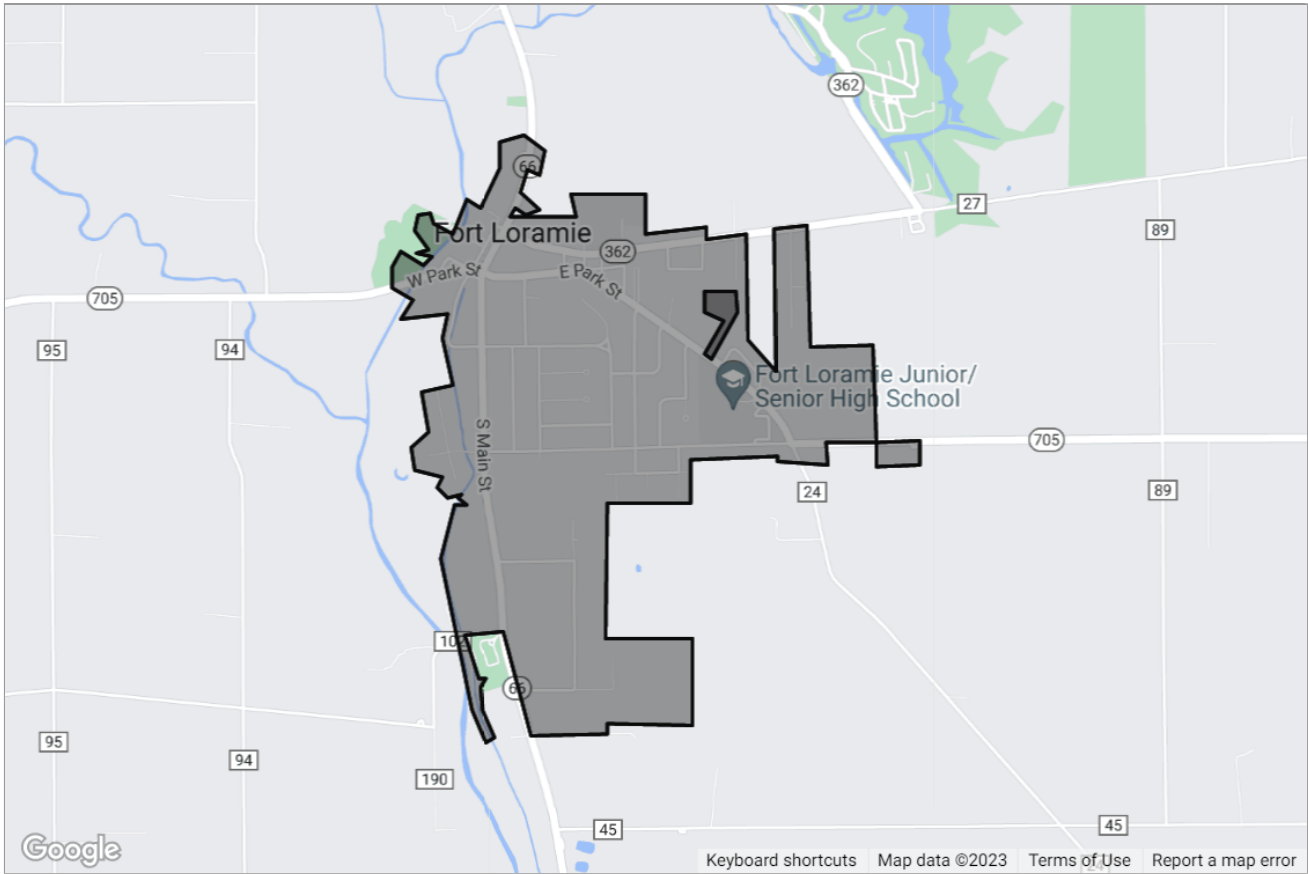 362
66
27
Fort Loramie
89
362
W Park St
E Park St
705
95
94
Fort Loramie Junior/
Senior High School
S Main St
705
24
89
102
66
95
94
190
45
45
24
Google
Keyboard shortcuts
Map data ©2023
Terms of Use
Report a map error